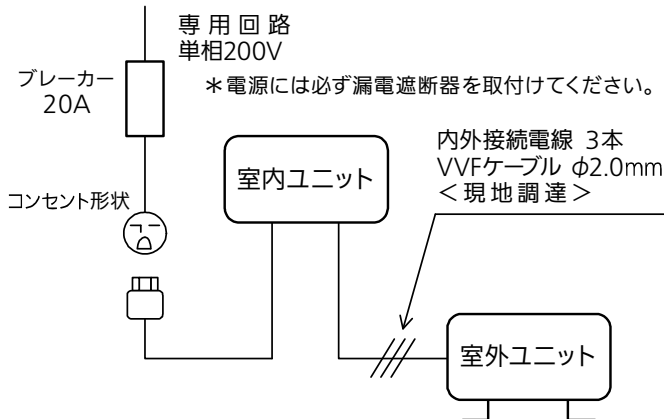 専用回路
単相200V
ブレーカー
20A
＊電源には必ず漏電遮断器を取付けてください。
内外接続電線 3本
VVFケーブル φ2.0mm
＜現地調達＞
室内ユニット
コンセント形状
室外ユニット